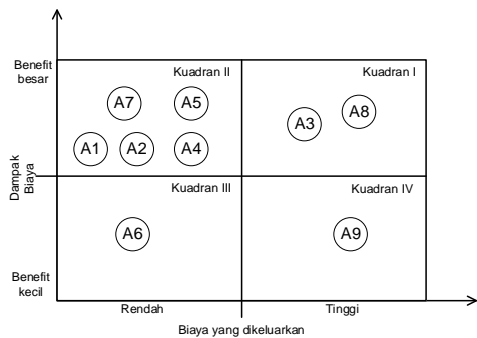 Benefit
besar
Kuadran II
Kuadran I
A7
A5
A3
A8
A1
A2
A4
Dampak
Biaya
Kuadran III
Kuadran IV
A6
A9
Benefit
kecil
Rendah
Tinggi
Biaya yang dikeluarkan